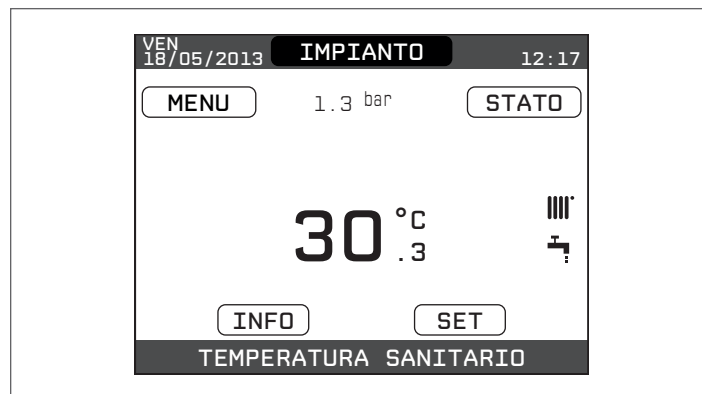 VEN
18/05/2013 IMPIANTO 12:17
MENU 1.3 bar STATO
30.3 °C
INFO SET
TEMPERATURA SANITARIO